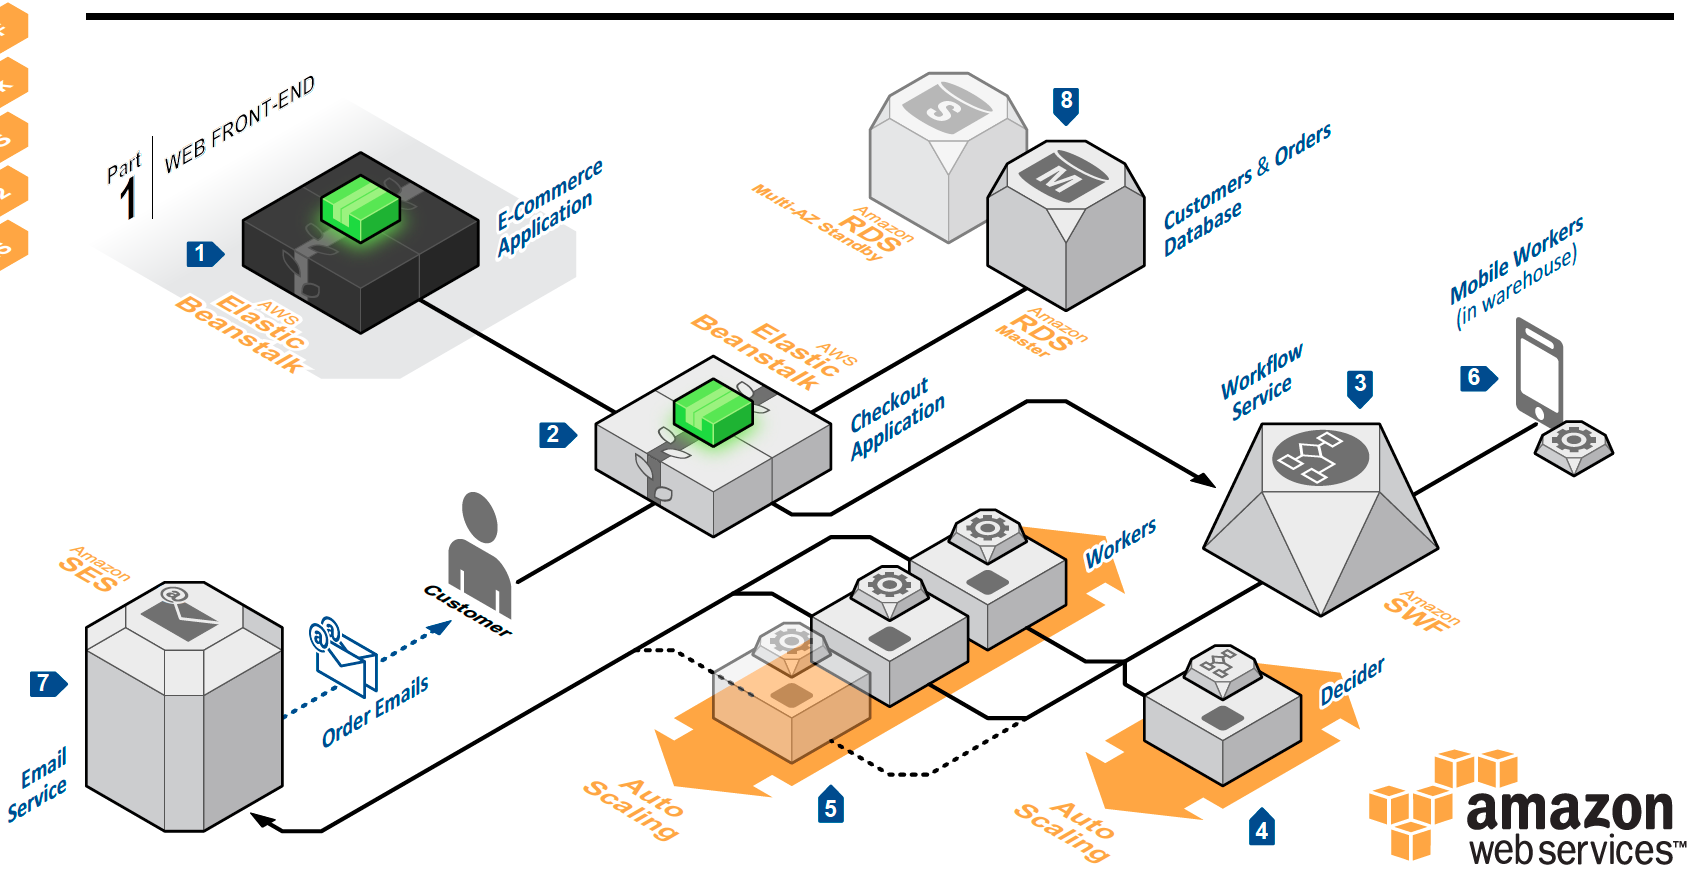 Part
1
WEB FRONT-END
1
E-Commerce
Application
AWS
Elastic
Beanstalk
S
M
8
Customers & Orders
Database
Amazon
RDS
Multi-AZ Standby
Amazon
RDS
Master
AWS
Elastic
Beanstalk
2
Checkout
Application
Mobile Workers
(in warehouse)
6
Workflow
Service
3
Amazon
SWF
Customer
Amazon
SES
@
7
Email
Service
@
@
Order Emails
Workers
Auto
Scaling
5
Decider
Auto
Scaling
4
amazon
web services™